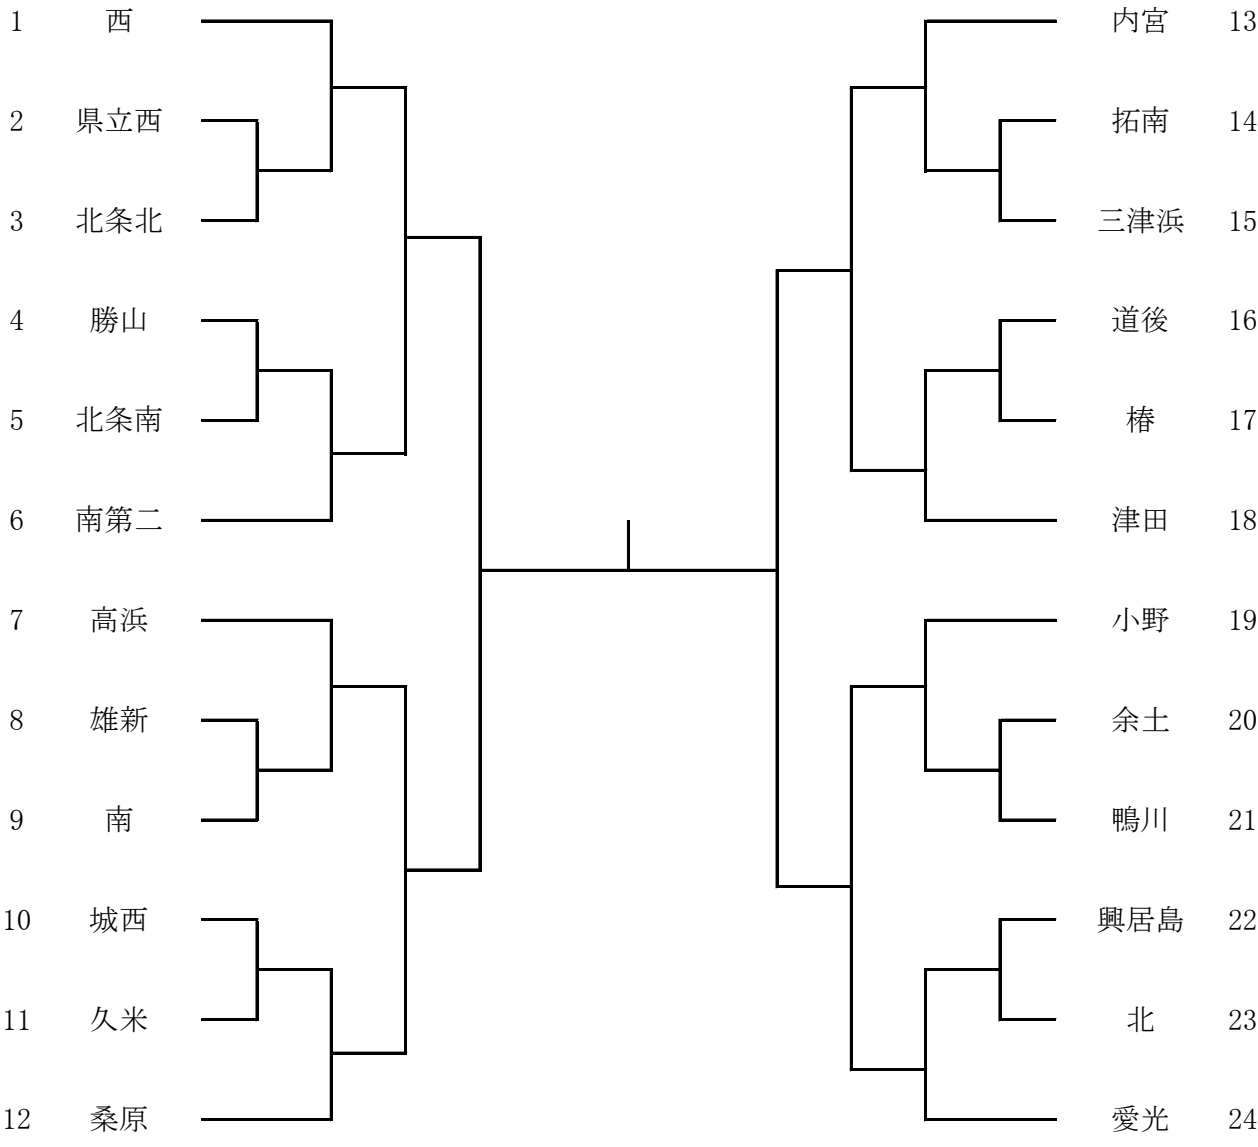 1 西
2 県立西
3 北条北
4 勝山
5 北条南
6 南第二
7 高浜
8 雄新
9 南
10 城西
11 久米
12 桑原
内宮 13
拓南 14
三津浜 15
道後 16
椿 17
津田 18
小野 19
余土 20
鴨川 21
興居島 22
北 23
愛光 24